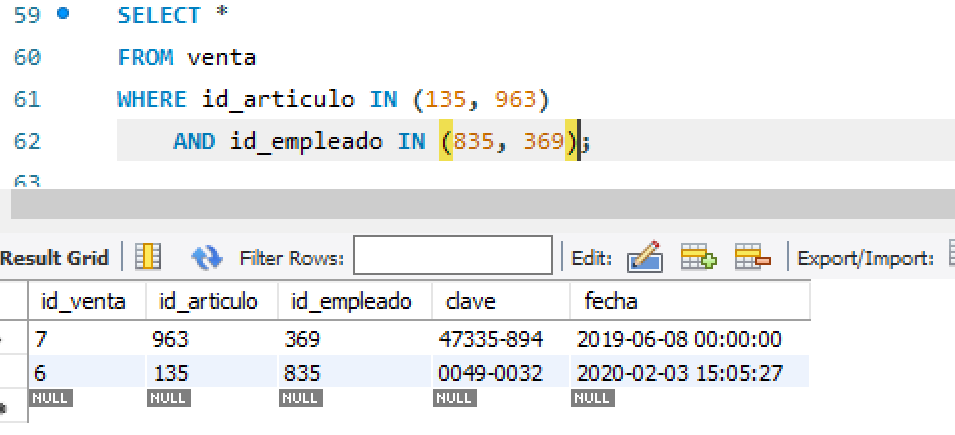 59 SELECT *
60 FROM venta
61 WHERE id_articulo IN (135, 963)
62 AND id_empleado IN (835, 369);
63
Result Grid Filter Rows: Edit: Export/Import:
id_venta id_articulo id_empleado clave fecha
7 963 369 47335-894 2019-06-08 00:00:00
6 135 835 0049-0032 2020-02-03 15:05:27
NULL NULL NULL NULL NULL